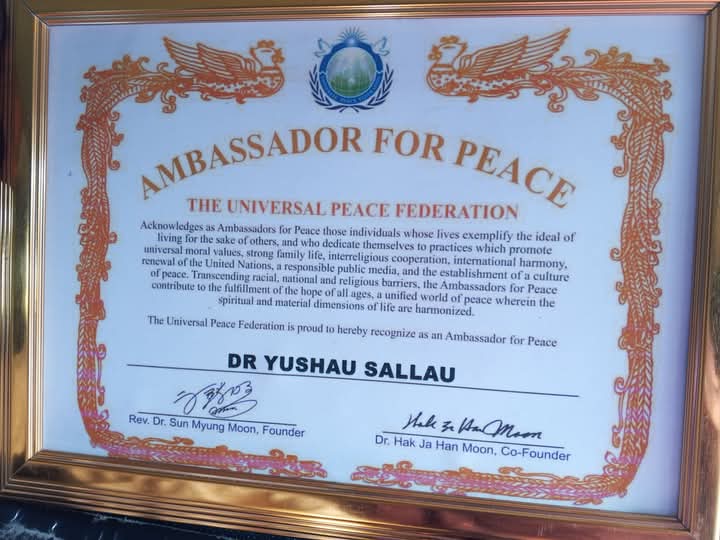 AMBASSADOR FOR PEACE
THE UNIVERSAL PEACE FEDERATION
Acknowledges as Ambassadors for Peace those individuals whose lives exemplify the ideal of
living for the sake of others, and who dedicate themselves to practices which promote
universal moral values, strong family life, interreligious cooperation, international harmony,
renewal of the United Nations, a responsible public media, and the establishment of a culture
of peace. Transcending racial, national and religious barriers, the Ambassadors for Peace
contribute to the fulfillment of the hope of all ages, a unified world of peace wherein the
spiritual and material dimensions of life are harmonized.
The Universal Peace Federation is proud to hereby recognize as an Ambassador for Peace
DR YUSHAU SALLAU
Hak Ja Han Moon
Rev. Dr. Sun Myung Moon, Founder
Dr. Hak Ja Han Moon, Co-Founder